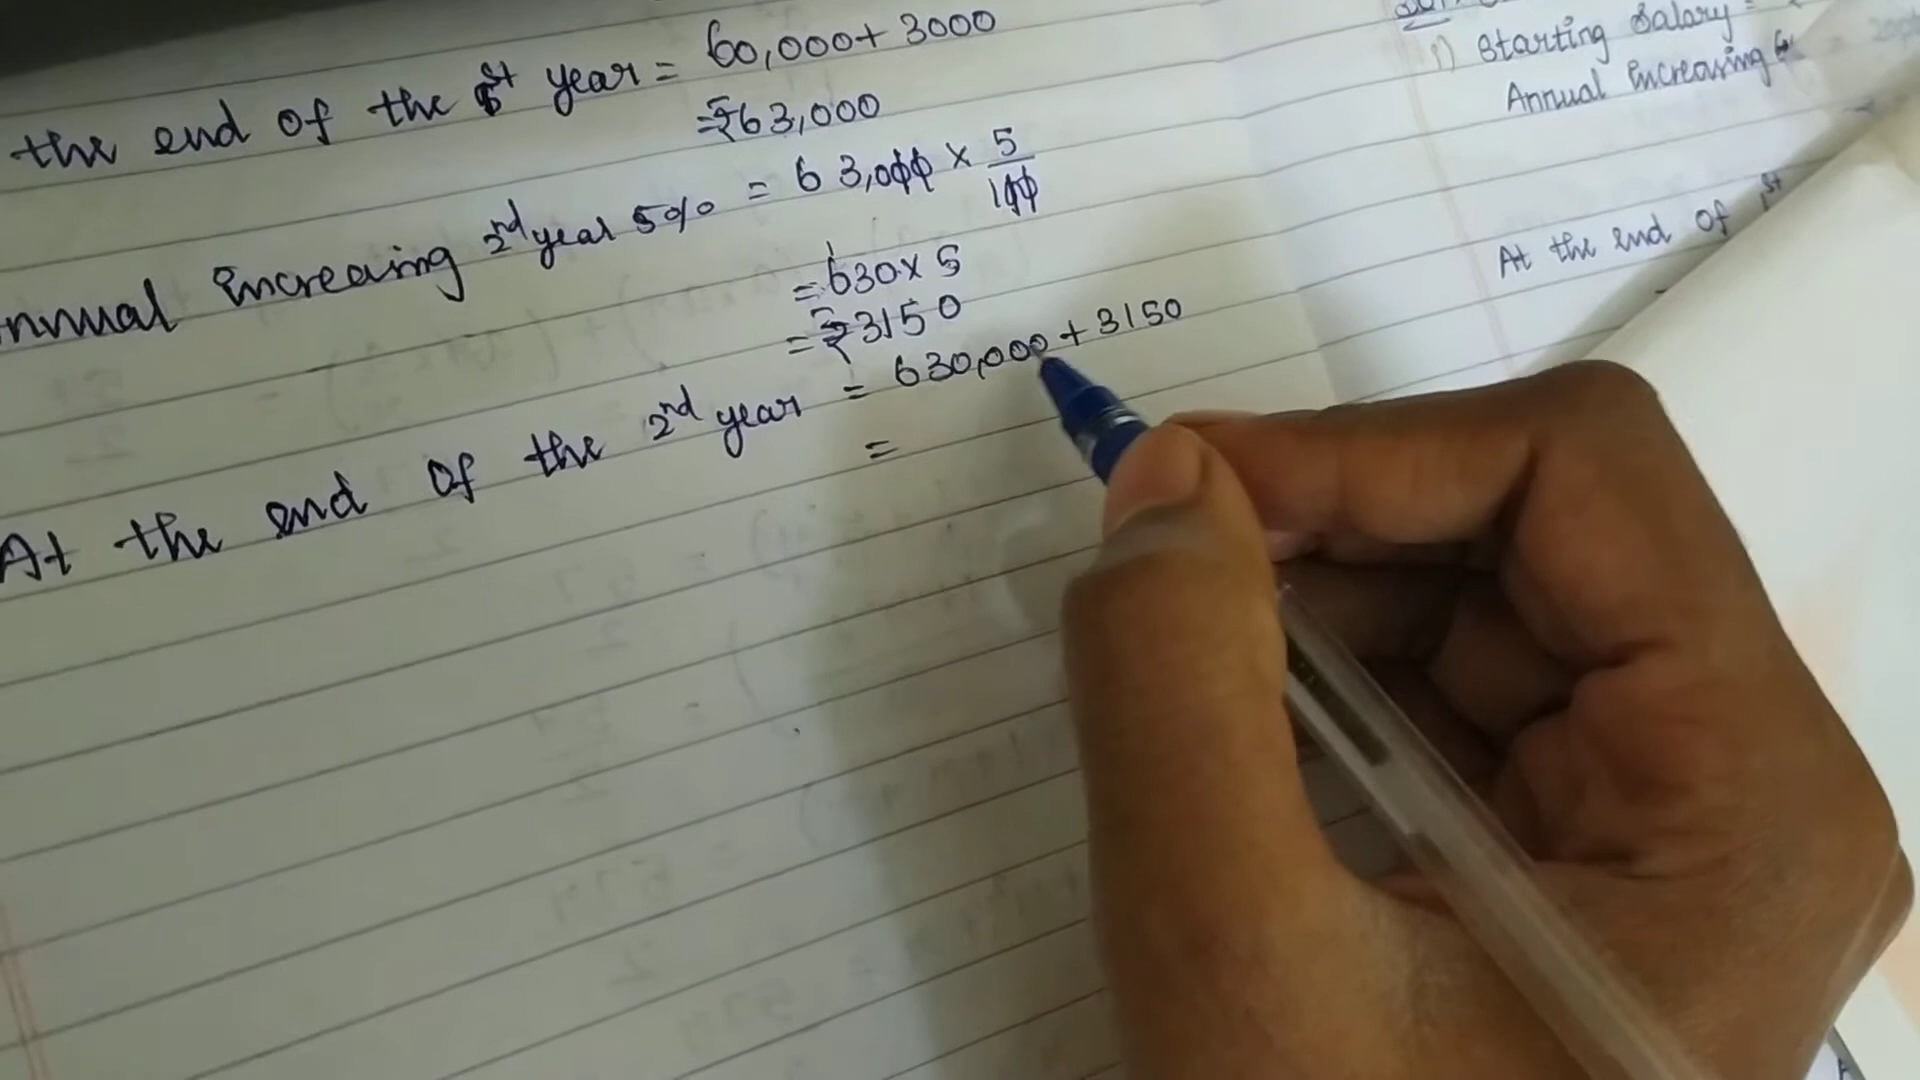 the end of the 1st year = 60,000+ 3000
=₹63,000
Annual Increasing 2nd year 5% = 63,000 × 5/100
= 630×5
= ₹3150
At the end of the 2nd year = 630,000+3150
=
1) Starting Salary =
Annual Increasing
At the end of 1st